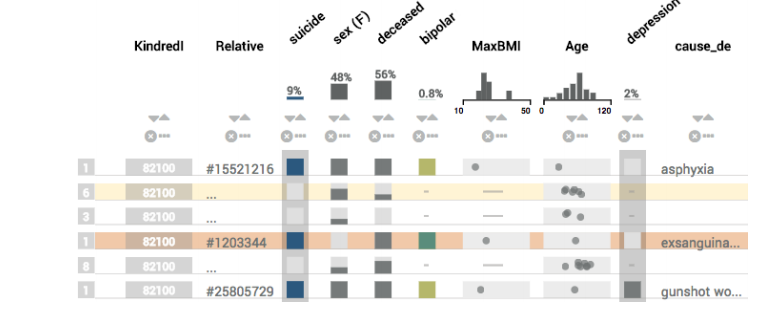 suicide sex (F) deceased bipolar depression
KindredI Relative MaxBMI Age cause_de
9% 48% 56% 0.8% 2%
10 50 0 120
1 82100 #15521216 asphyxia
6 82100 ... - -
3 82100 ... - -
1 82100 #1203344 exsanguina...
8 82100 ... - -
1 82100 #25805729 gunshot wo...